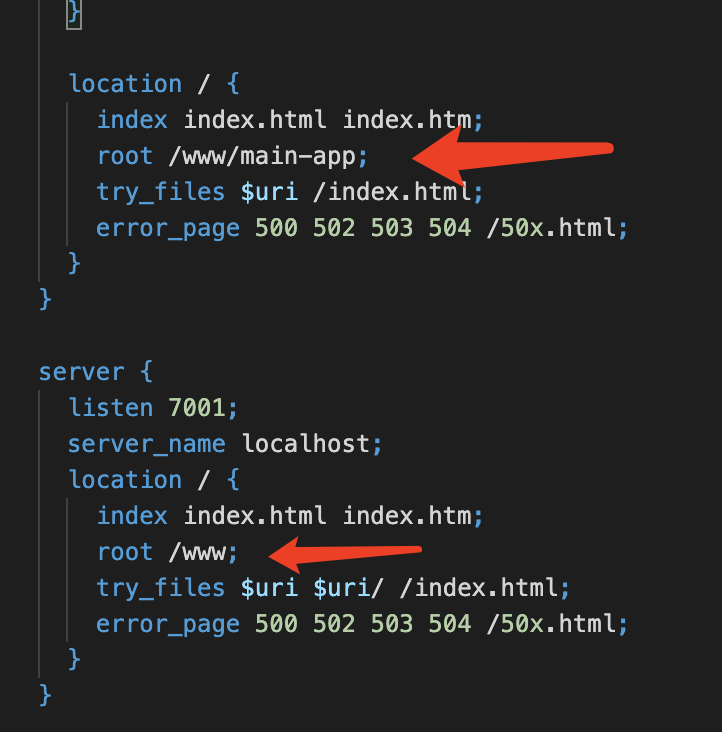 }
location / {
index index.html index.htm;
root /www/main-app;
try_files $uri /index.html;
error_page 500 502 503 504 /50x.html;
}
}
server {
listen 7001;
server_name localhost;
location / {
index index.html index.htm;
root /www;
try_files $uri $uri/ /index.html;
error_page 500 502 503 504 /50x.html;
}
}